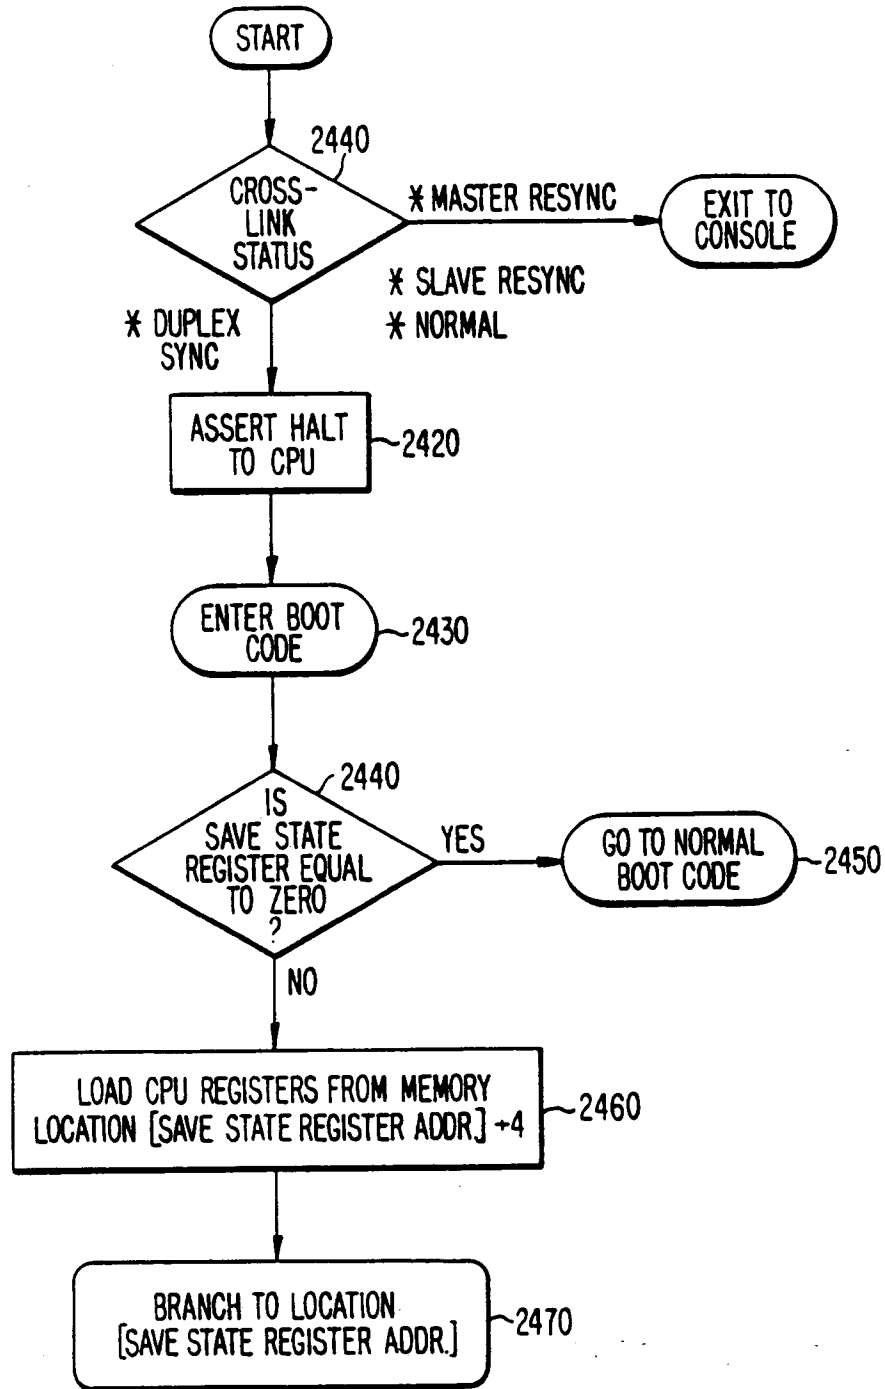 START
2440
CROSS-
LINK
STATUS
* MASTER RESYNC
EXIT TO
CONSOLE
* SLAVE RESYNC
* NORMAL
* DUPLEX
SYNC
ASSERT HALT
TO CPU
2420
ENTER BOOT
CODE
2430
2440
IS
SAVE STATE
REGISTER EQUAL
TO ZERO
?
YES
GO TO NORMAL
BOOT CODE
2450
NO
LOAD CPU REGISTERS FROM MEMORY
LOCATION [SAVE STATE REGISTER ADDR.] +4
2460
BRANCH TO LOCATION
[SAVE STATE REGISTER ADDR.]
2470